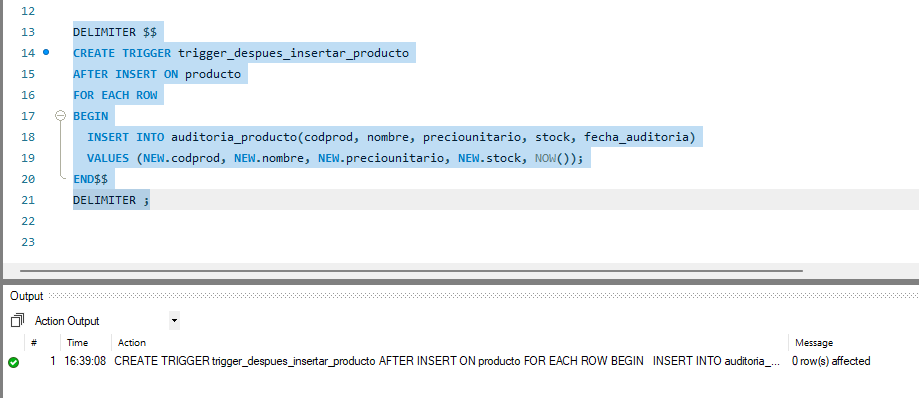 12
13 DELIMITER $$
14 CREATE TRIGGER trigger_despues_insertar_producto
15 AFTER INSERT ON producto
16 FOR EACH ROW
17 BEGIN
18 INSERT INTO auditoria_producto(codprod, nombre, preciounitario, stock, fecha_auditoria)
19 VALUES (NEW.codprod, NEW.nombre, NEW.preciounitario, NEW.stock, NOW());
20 END$$
21 DELIMITER ;
22
23
Output
Action Output
# Time Action Message
1 16:39:08 CREATE TRIGGER trigger_despues_insertar_producto AFTER INSERT ON producto FOR EACH ROW BEGIN INSERT INTO auditoria_... 0 row(s) affected